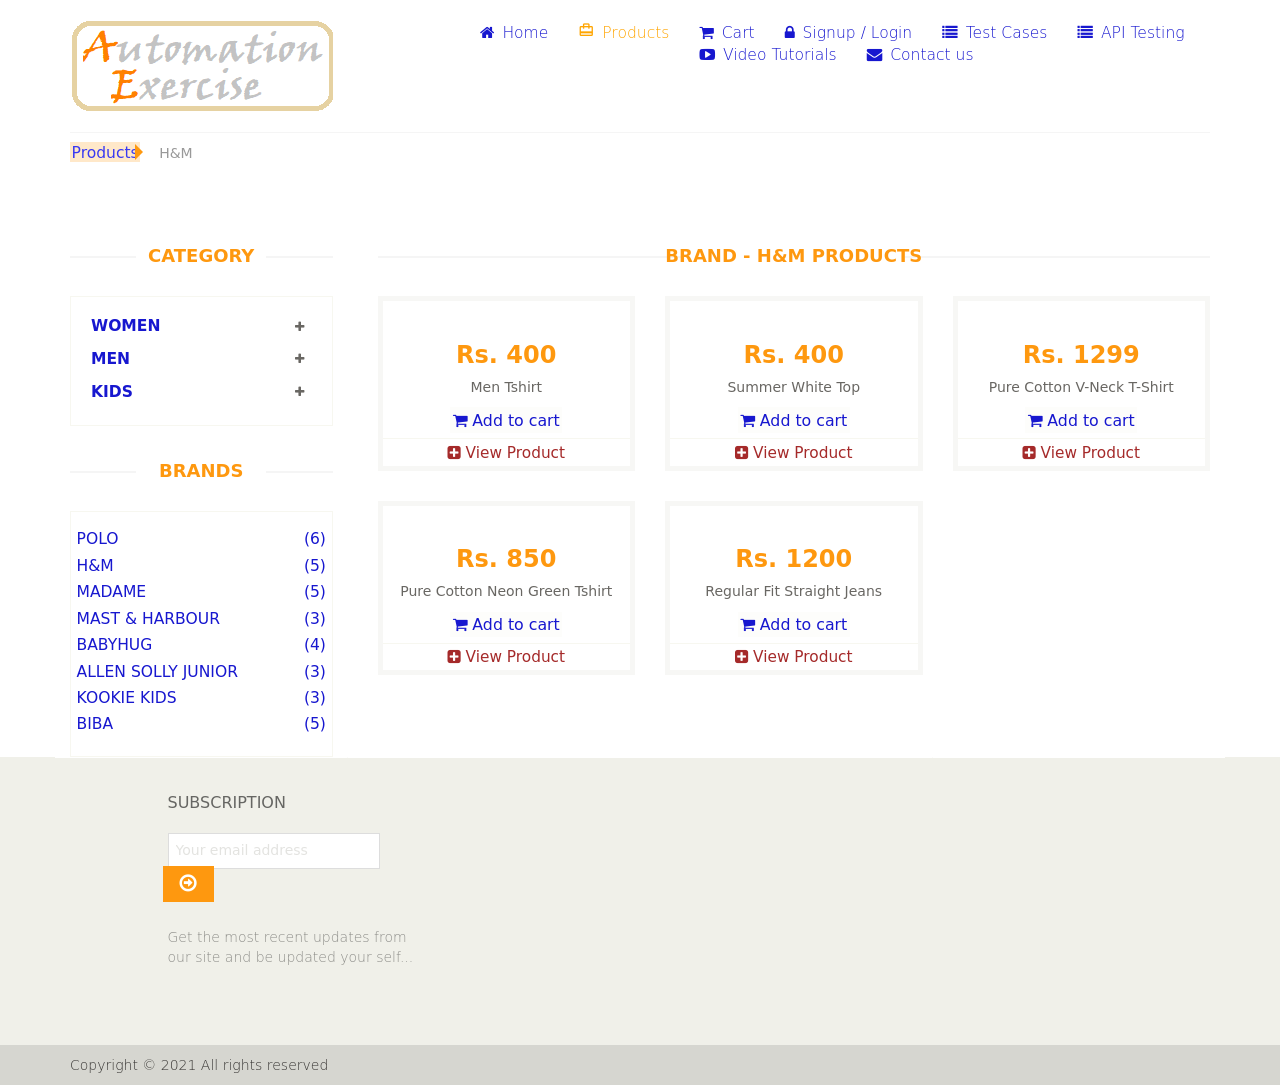 Automation
Exercise
Home Products Cart Signup / Login Test Cases API Testing
Video Tutorials Contact us
Products H&M
CATEGORY
WOMEN
MEN
KIDS
BRANDS
POLO (6)
H&M (5)
MADAME (5)
MAST & HARBOUR (3)
BABYHUG (4)
ALLEN SOLLY JUNIOR (3)
KOOKIE KIDS (3)
BIBA (5)
BRAND - H&M PRODUCTS
Rs. 400
Men Tshirt
Add to cart
View Product
Rs. 400
Summer White Top
Add to cart
View Product
Rs. 1299
Pure Cotton V-Neck T-Shirt
Add to cart
View Product
Rs. 850
Pure Cotton Neon Green Tshirt
Add to cart
View Product
Rs. 1200
Regular Fit Straight Jeans
Add to cart
View Product
SUBSCRIPTION
Your email address
Get the most recent updates from
our site and be updated your self...
Copyright © 2021 All rights reserved